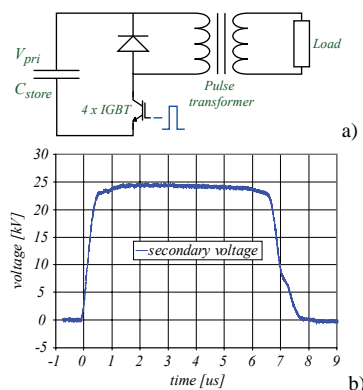 V_pri
C_store
4 x IGBT
Pulse
transformer
Load
a)
voltage [kV]
30
25
20
15
10
5
0
-5
secondary voltage
-1 0 1 2 3 4 5 6 7 8 9
time [us]
b)